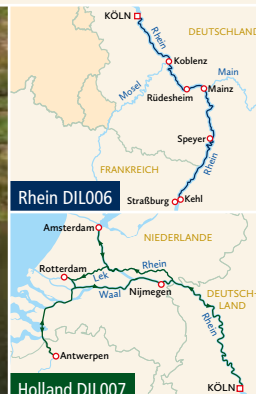 KÖLN
Rhein
DEUTSCHLAND
Koblenz
Mosel
Main
Rüdesheim
Mainz
Speyer
FRANKREICH
Rhein
Straßburg
Kehl
Rhein DIL006
Amsterdam
NIEDERLANDE
Rotterdam
Lek
Rhein
Waal
Nijmegen
DEUTSCH-
LAND
Rhein
Antwerpen
KÖLN
Holland DIL007